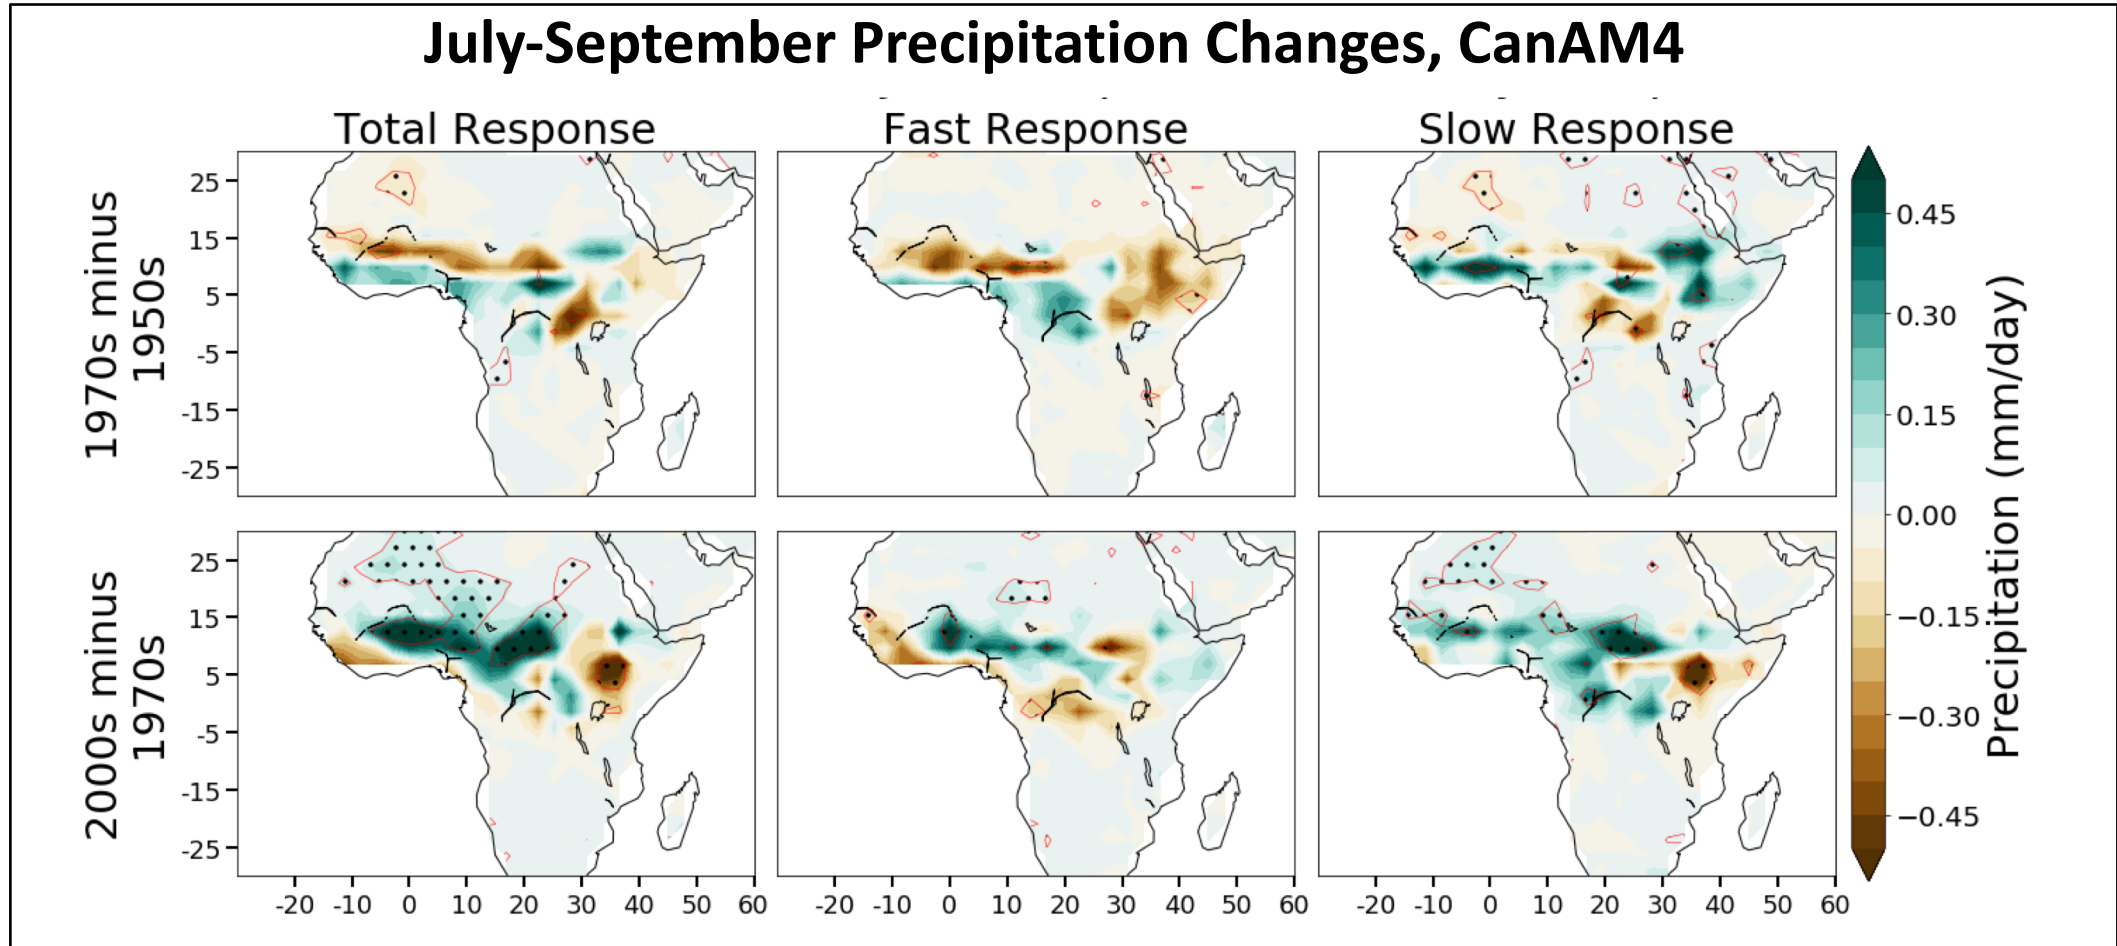 July-September Precipitation Changes, CanAM4
Total Response
Fast Response
Slow Response
1970s minus
1950s
25
15
5
-5
-15
-25
2000s minus
1970s
25
15
5
-5
-15
-25
-20 -10 0 10 20 30 40 50 60
-20 -10 0 10 20 30 40 50 60
-20 -10 0 10 20 30 40 50 60
0.45
0.30
0.15
0.00
−0.15
−0.30
−0.45
Precipitation (mm/day)